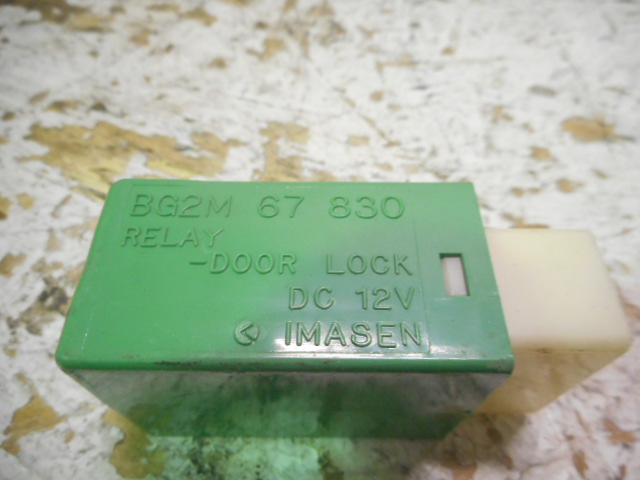 BG2M 67 830
RELAY
-DOOR LOCK
DC 12V
IMASEN